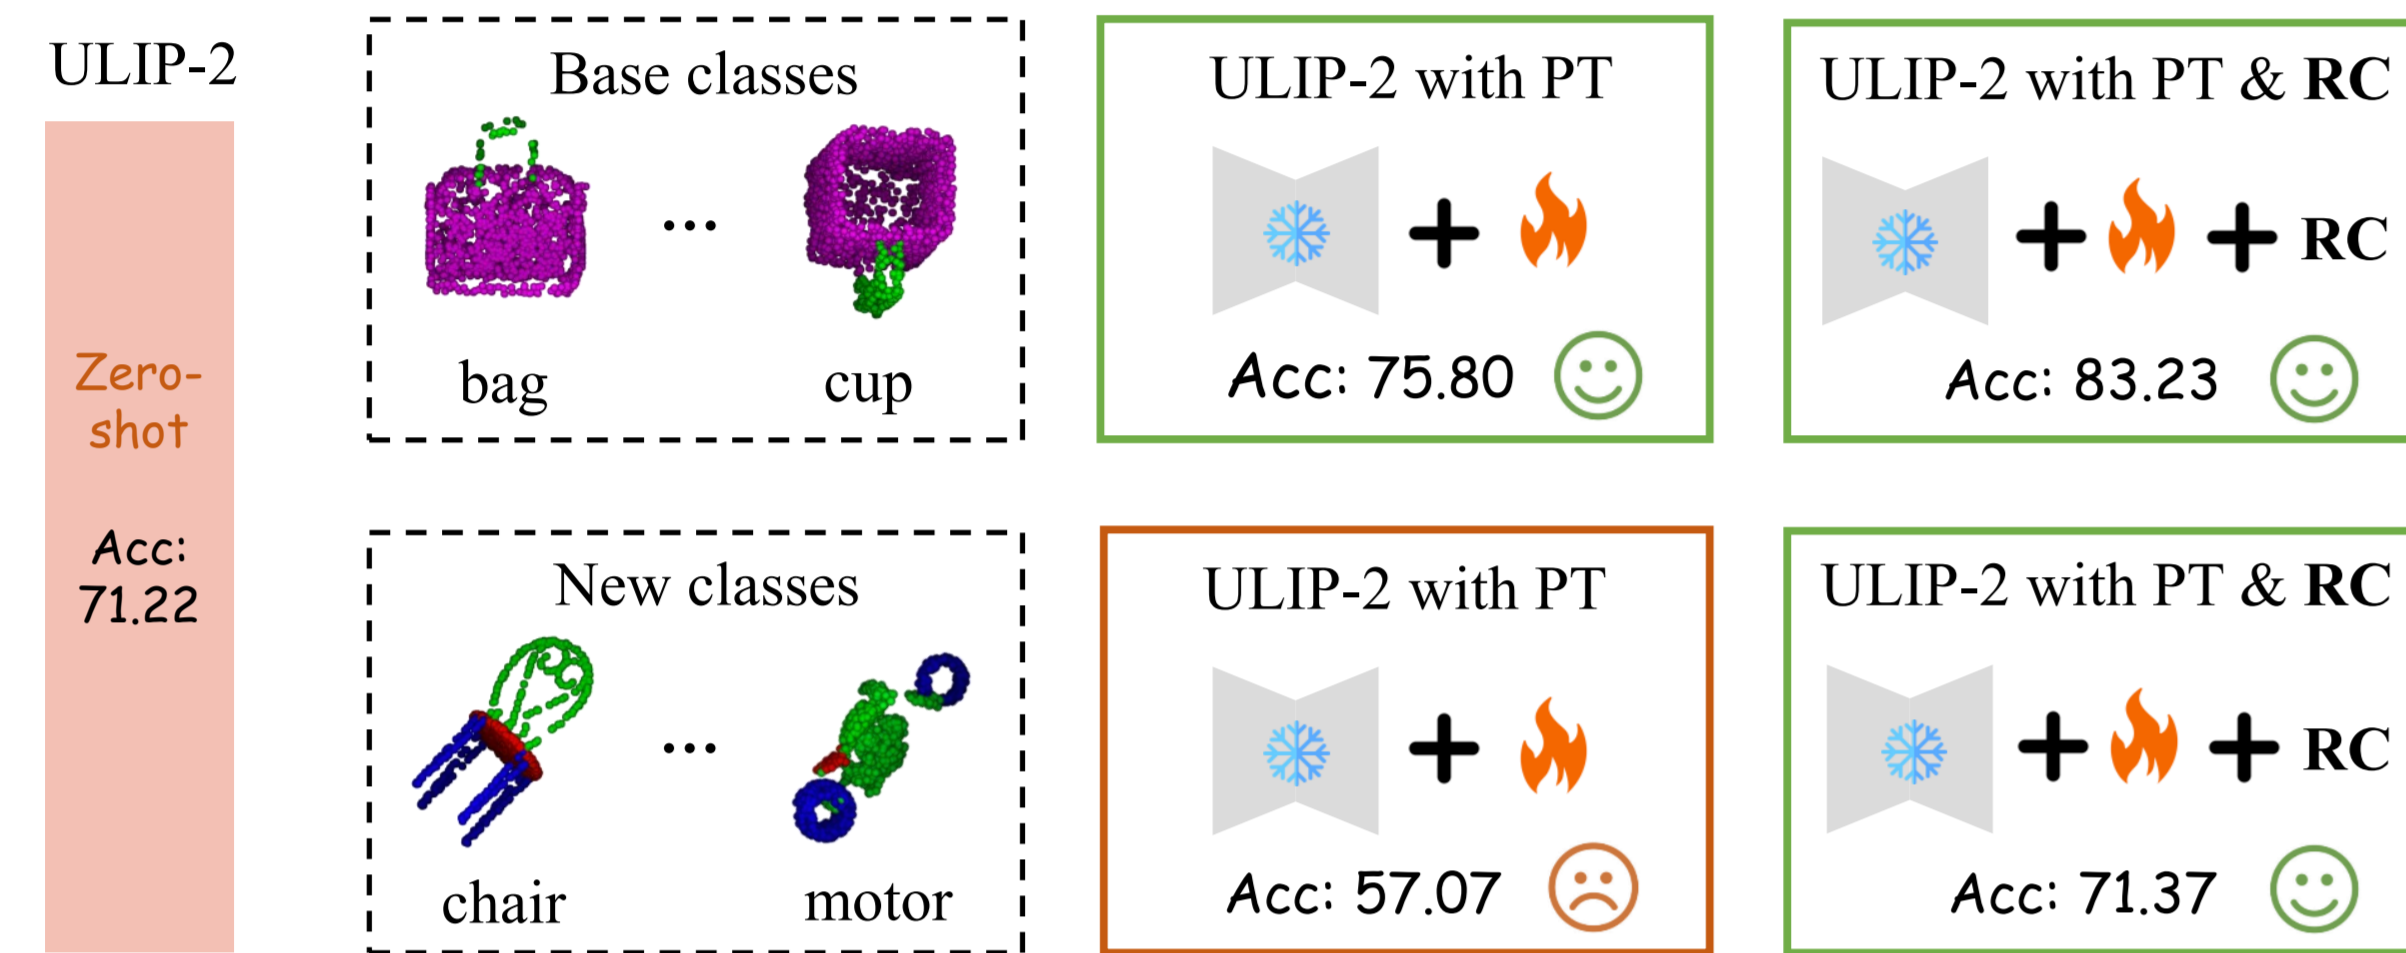 ULIP-2
Zero-
shot
Acc:
71.22
Base classes
...
bag
cup
ULIP-2 with PT
Acc: 75.80
ULIP-2 with PT & RC
RC
Acc: 83.23
New classes
...
chair
motor
ULIP-2 with PT
Acc: 57.07
ULIP-2 with PT & RC
RC
Acc: 71.37